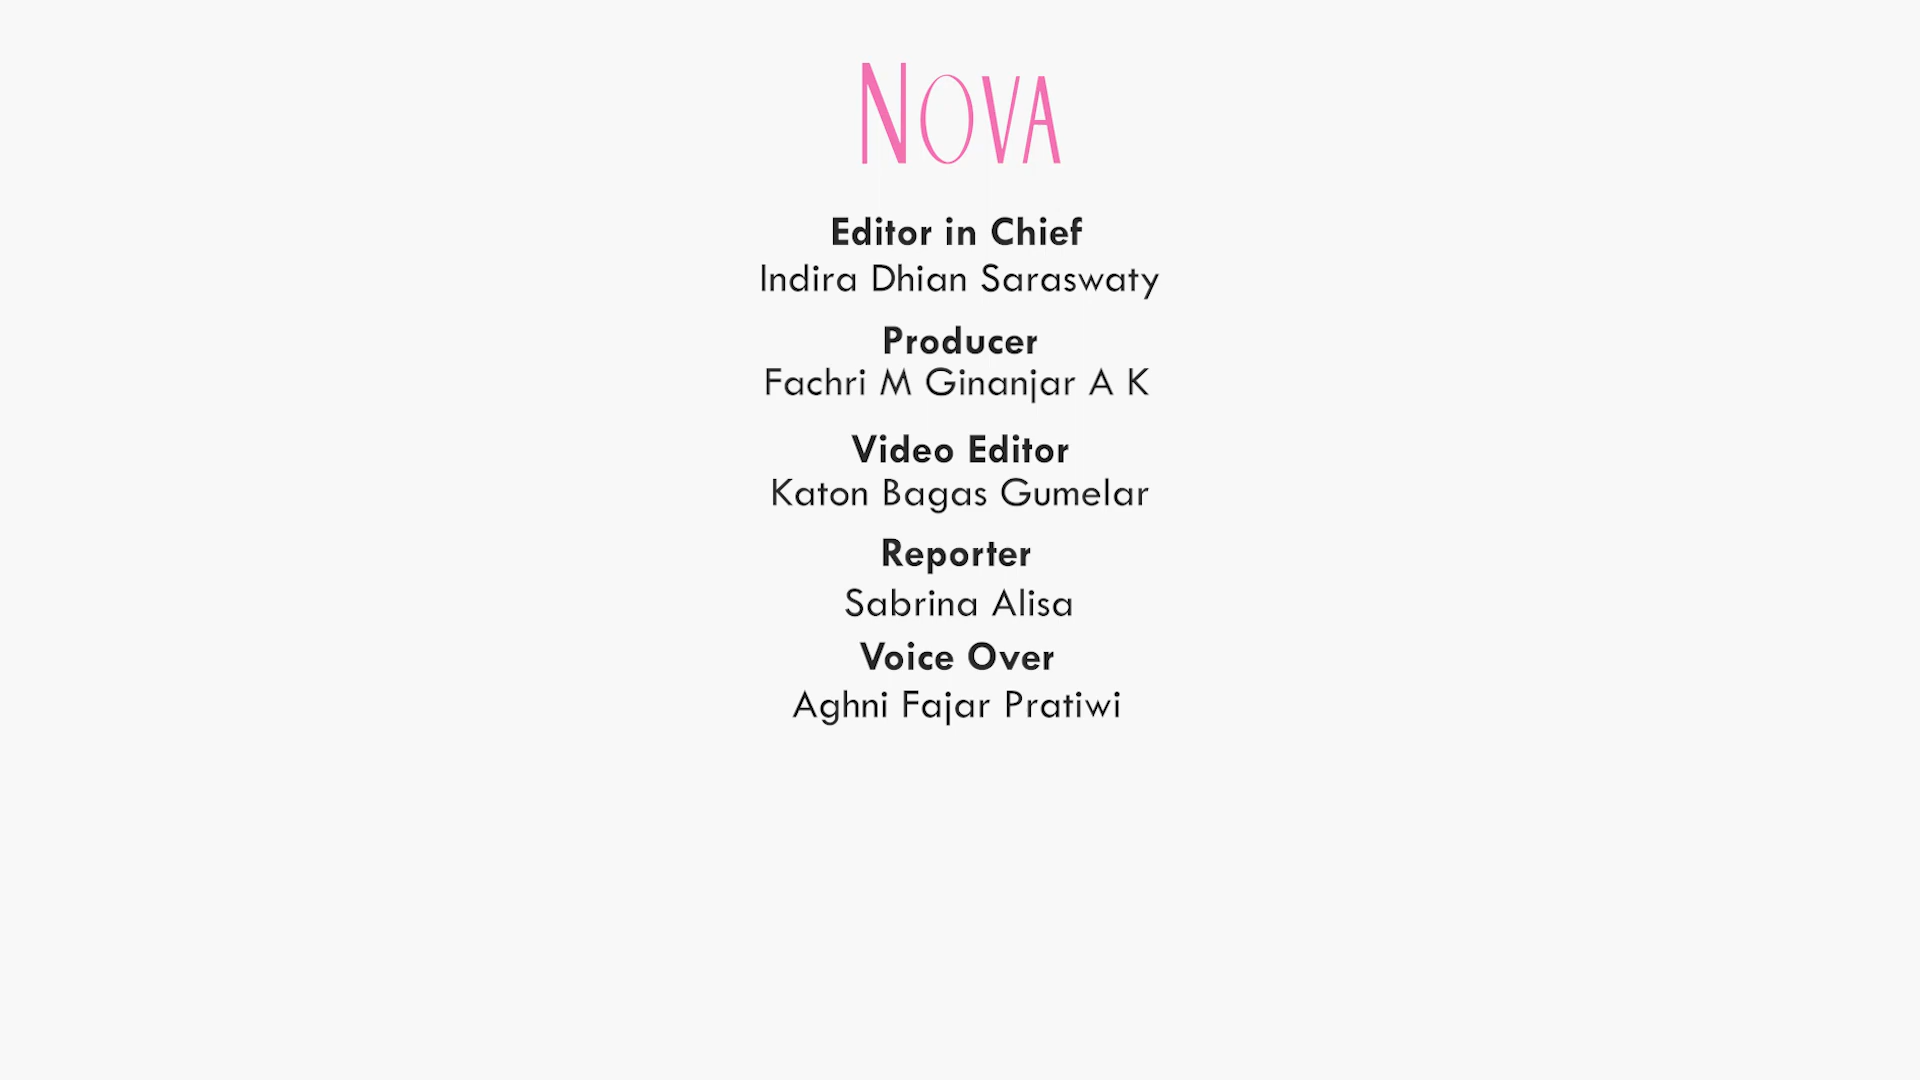 NOVA
Editor in Chief
Indira Dhian Saraswaty
Producer
Fachri M Ginanjar A K
Video Editor
Katon Bagas Gumelar
Reporter
Sabrina Alisa
Voice Over
Aghni Fajar Pratiwi